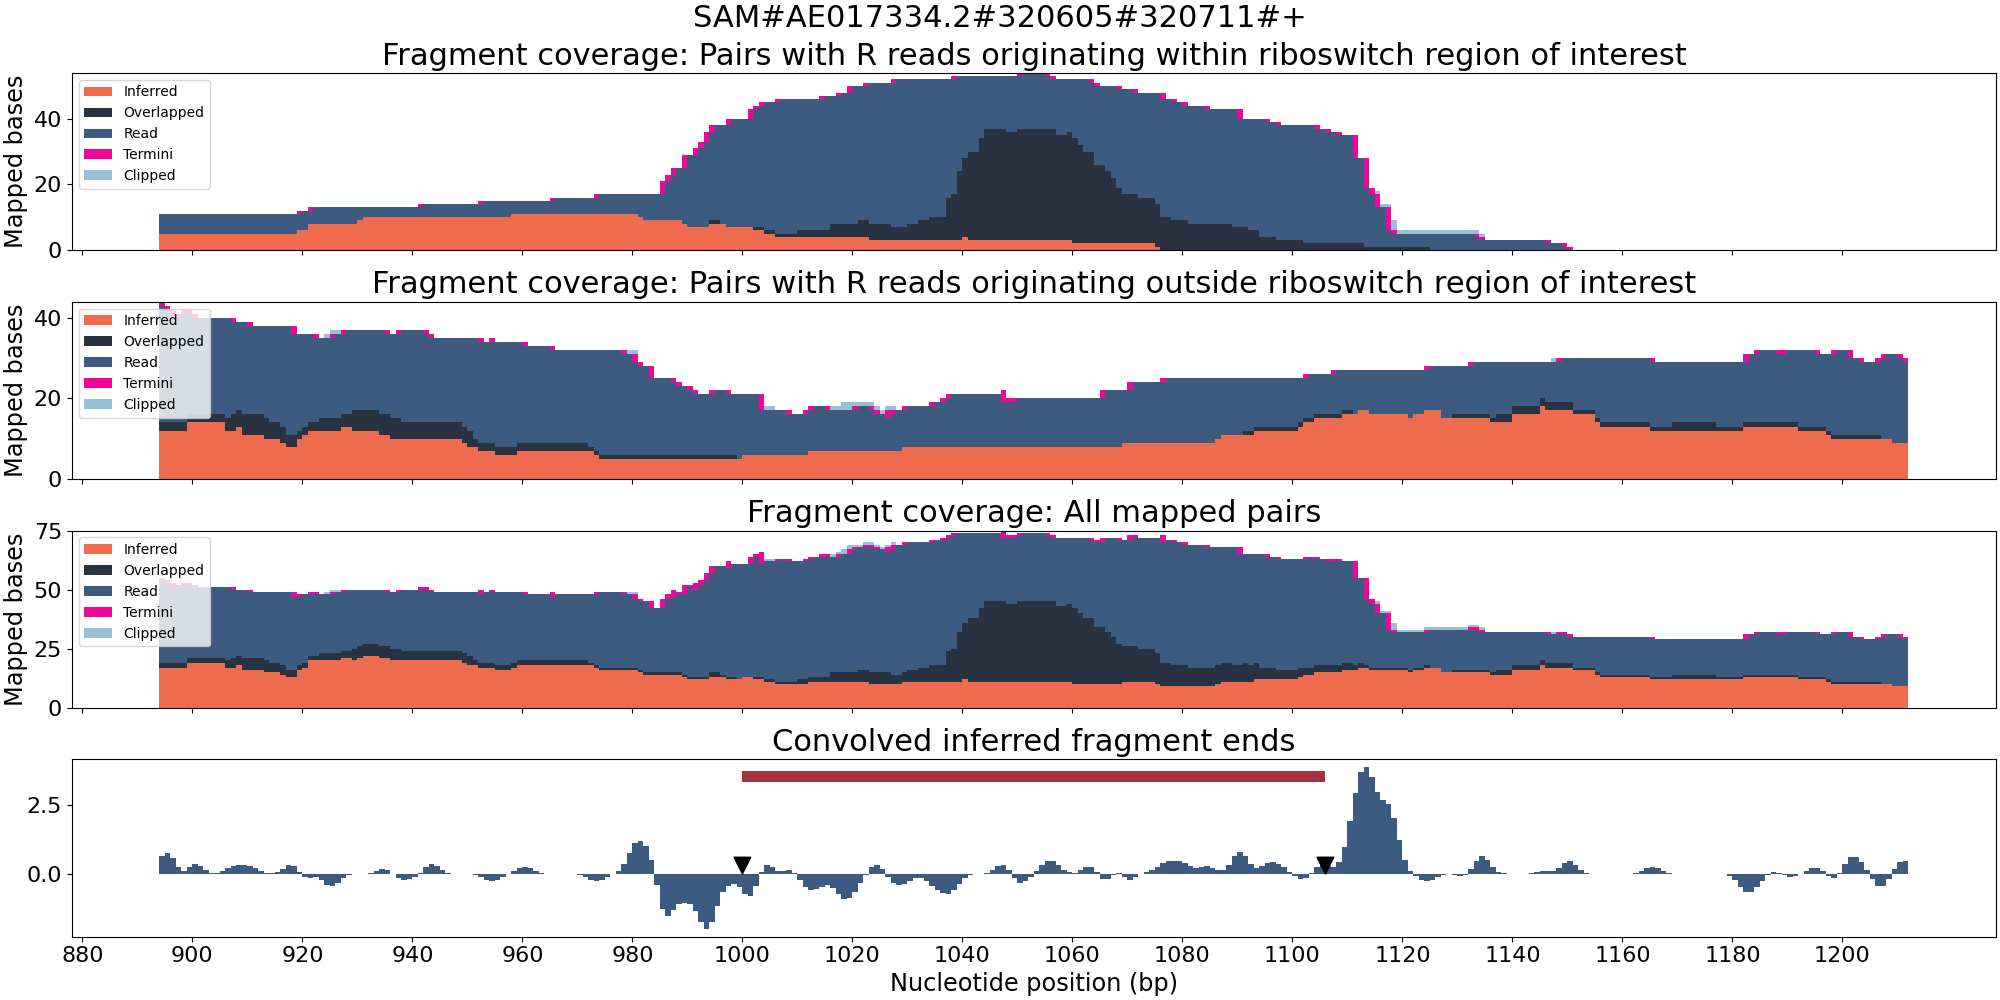 SAM#AE017334.2#320605#320711#+
Fragment coverage: Pairs with R reads originating within riboswitch region of interest
Mapped bases
40
20
0
Inferred
Overlapped
Read
Termini
Clipped
Fragment coverage: Pairs with R reads originating outside riboswitch region of interest
Mapped bases
40
20
0
Inferred
Overlapped
Read
Termini
Clipped
Fragment coverage: All mapped pairs
Mapped bases
75
50
25
0
Inferred
Overlapped
Read
Termini
Clipped
Convolved inferred fragment ends
2.5
0.0
880 900 920 940 960 980 1000 1020 1040 1060 1080 1100 1120 1140 1160 1180 1200
Nucleotide position (bp)